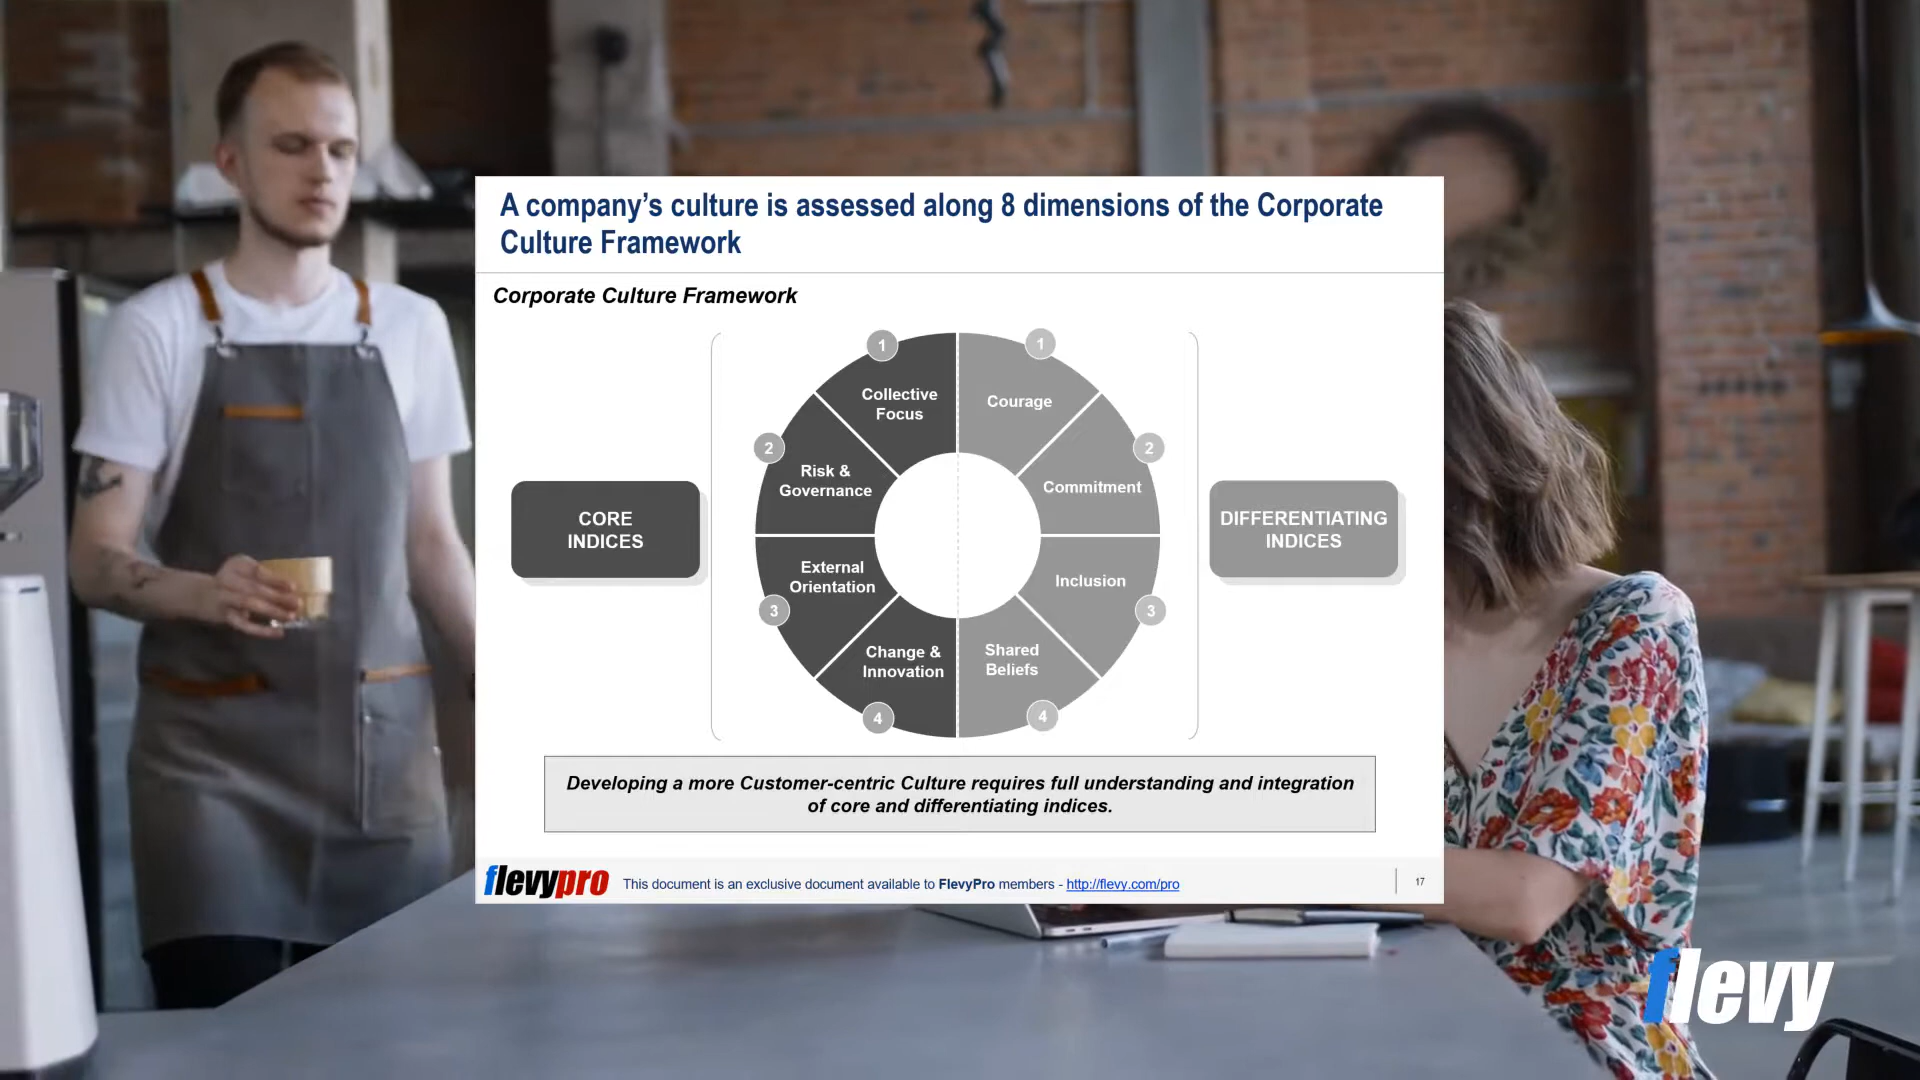 A company's culture is assessed along 8 dimensions of the Corporate
Culture Framework
Corporate Culture Framework
CORE
INDICES
1
Collective
Focus
2
Risk &
Governance
External
Orientation
3
Change &
Innovation
4
1
Courage
2
Commitment
Inclusion
3
Shared
Beliefs
4
DIFFERENTIATING
INDICES
Developing a more Customer-centric Culture requires full understanding and integration
of core and differentiating indices.
flevypro This document is an exclusive document available to FlevyPro members - http://flevy.com/pro 17
flevy